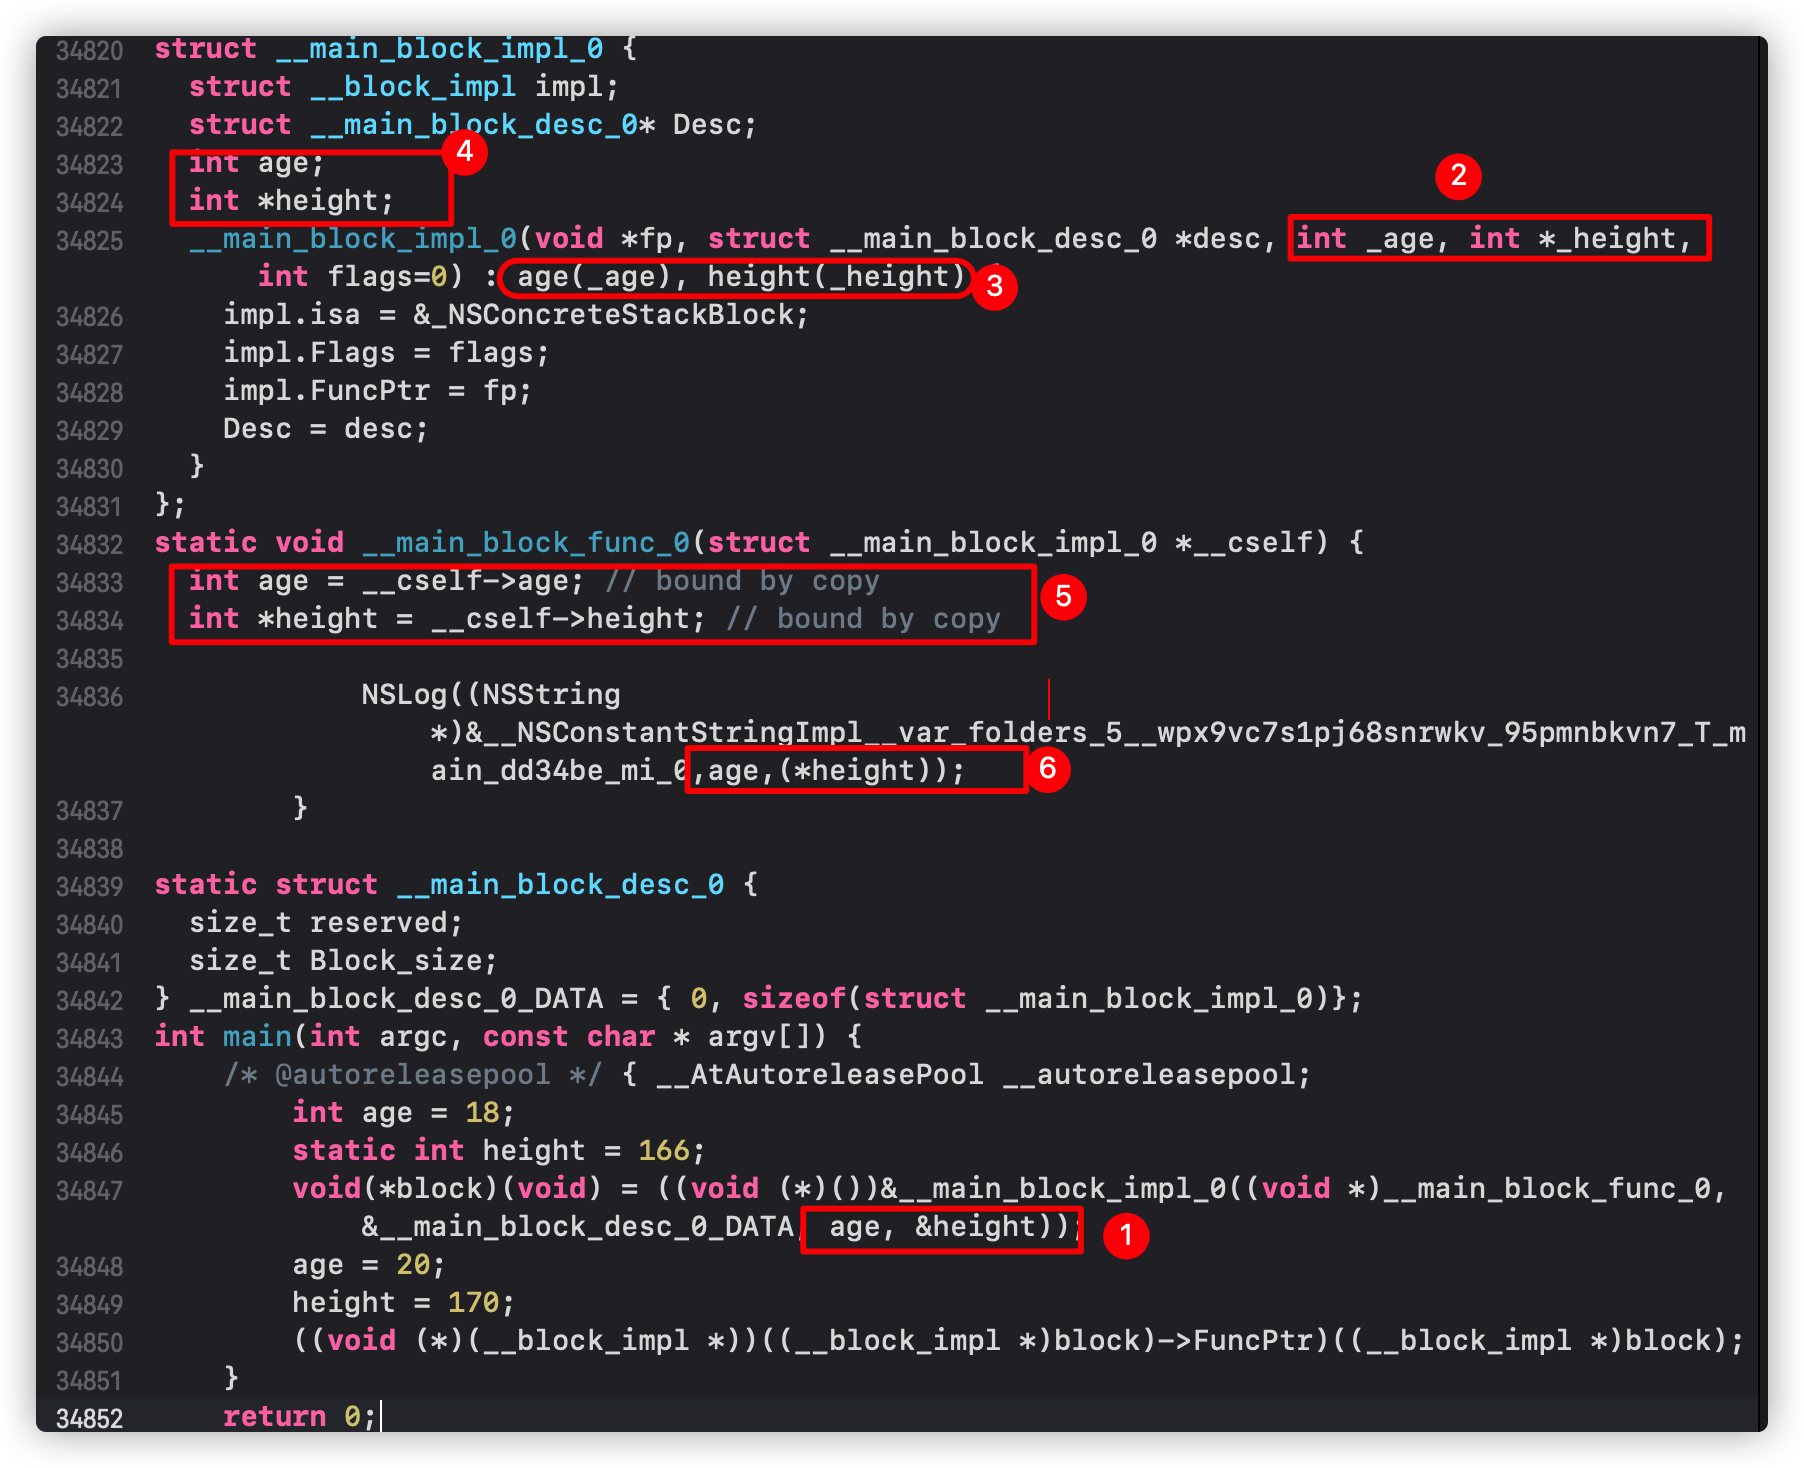 34820 struct __main_block_impl_0 {
34821 struct __block_impl impl;
34822 struct __main_block_desc_0* Desc;
34823 int age;
4
34824 int *height;
2
34825 __main_block_impl_0(void *fp, struct __main_block_desc_0 *desc, int _age, int *_height,
int flags=0) : age(_age), height(_height)
3
34826 impl.isa = &_NSConcreteStackBlock;
34827 impl.Flags = flags;
34828 impl.FuncPtr = fp;
34829 Desc = desc;
34830 }
34831 };
34832 static void __main_block_func_0(struct __main_block_impl_0 *__cself) {
34833 int age = __cself->age; // bound by copy
5
34834 int *height = __cself->height; // bound by copy
34835
34836 NSLog((NSString
*)&__NSConstantStringImpl__var_folders_5__wpx9vc7s1pj68snrwkv_95pmnbkvn7_T_m
ain_dd34be_mi_0,age,(*height));
6
34837 }
34838
34839 static struct __main_block_desc_0 {
34840 size_t reserved;
34841 size_t Block_size;
34842 } __main_block_desc_0_DATA = { 0, sizeof(struct __main_block_impl_0)};
34843 int main(int argc, const char * argv[]) {
34844 /* @autoreleasepool */ { __AtAutoreleasePool __autoreleasepool;
34845 int age = 18;
34846 static int height = 166;
34847 void(*block)(void) = ((void (*)())&__main_block_impl_0((void *)__main_block_func_0,
&__main_block_desc_0_DATA, age, &height));
1
34848 age = 20;
34849 height = 170;
34850 ((void (*)(__block_impl *))((__block_impl *)block)->FuncPtr)((__block_impl *)block);
34851 }
34852 return 0;